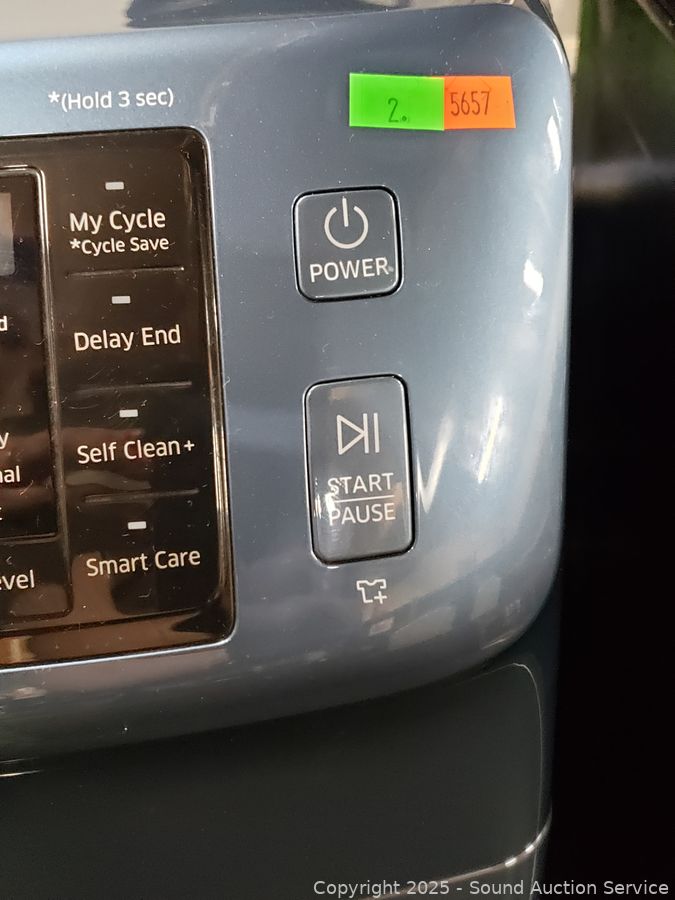 *(Hold 3 sec)
2.
5657
My Cycle
*Cycle Save
POWER
Delay End
START
PAUSE
Self Clean+
Smart Care
Copyright 2025 - Sound Auction Service